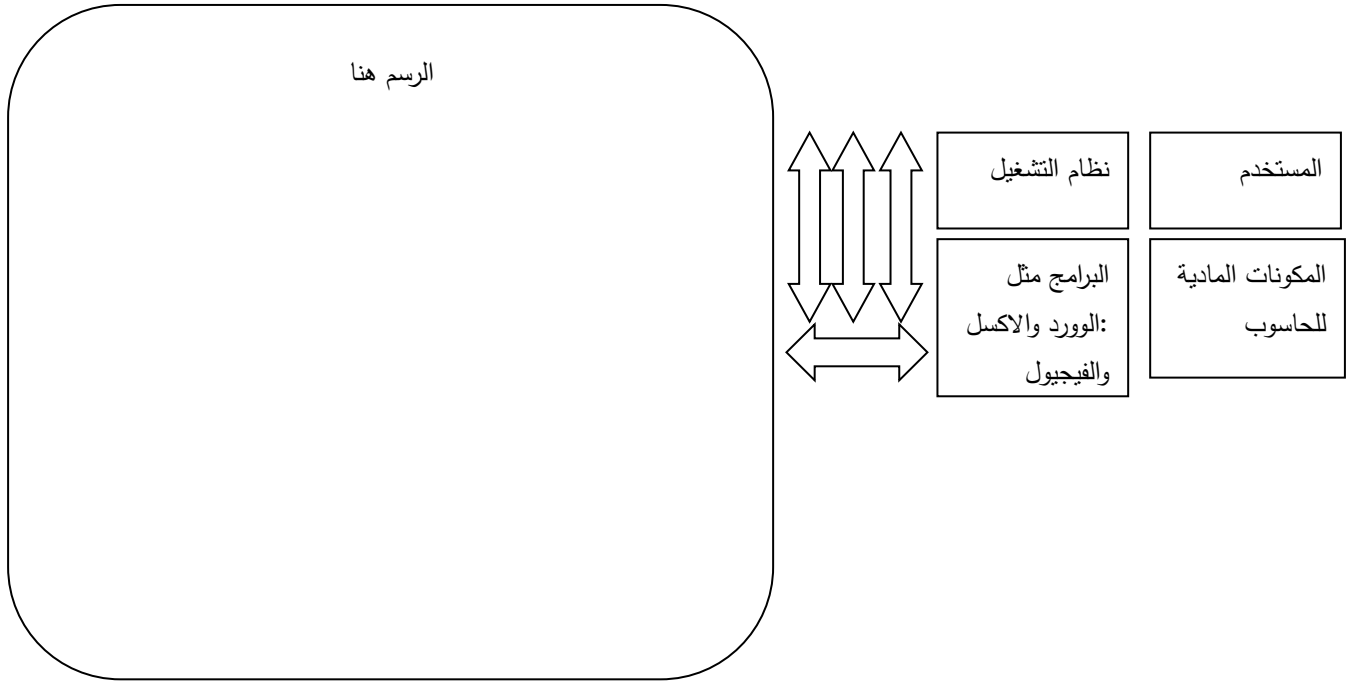 الرسم هنا
المستخدم
نظام التشغيل
المكونات المادية
للحاسوب
البرامج مثل
:الوورد والاكسل
والفيجيول